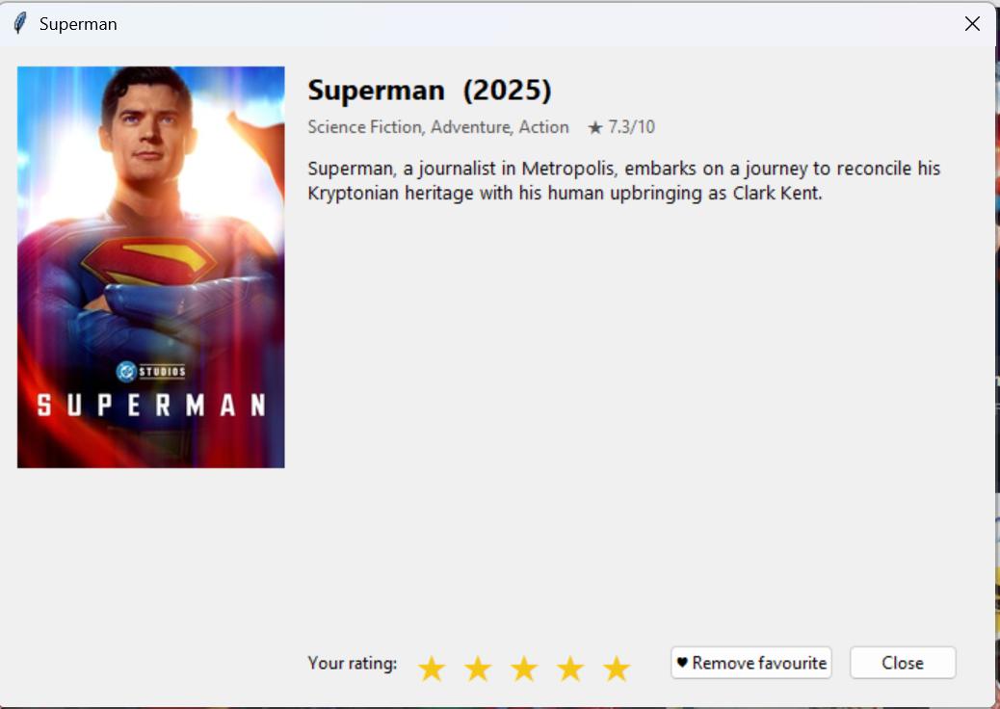 Superman
Superman (2025)
Science Fiction, Adventure, Action ★ 7.3/10
Superman, a journalist in Metropolis, embarks on a journey to reconcile his
Kryptonian heritage with his human upbringing as Clark Kent.
DC STUDIOS
SUPERMAN
Your rating: ★ ★ ★ ★ ★ ♥ Remove favourite Close